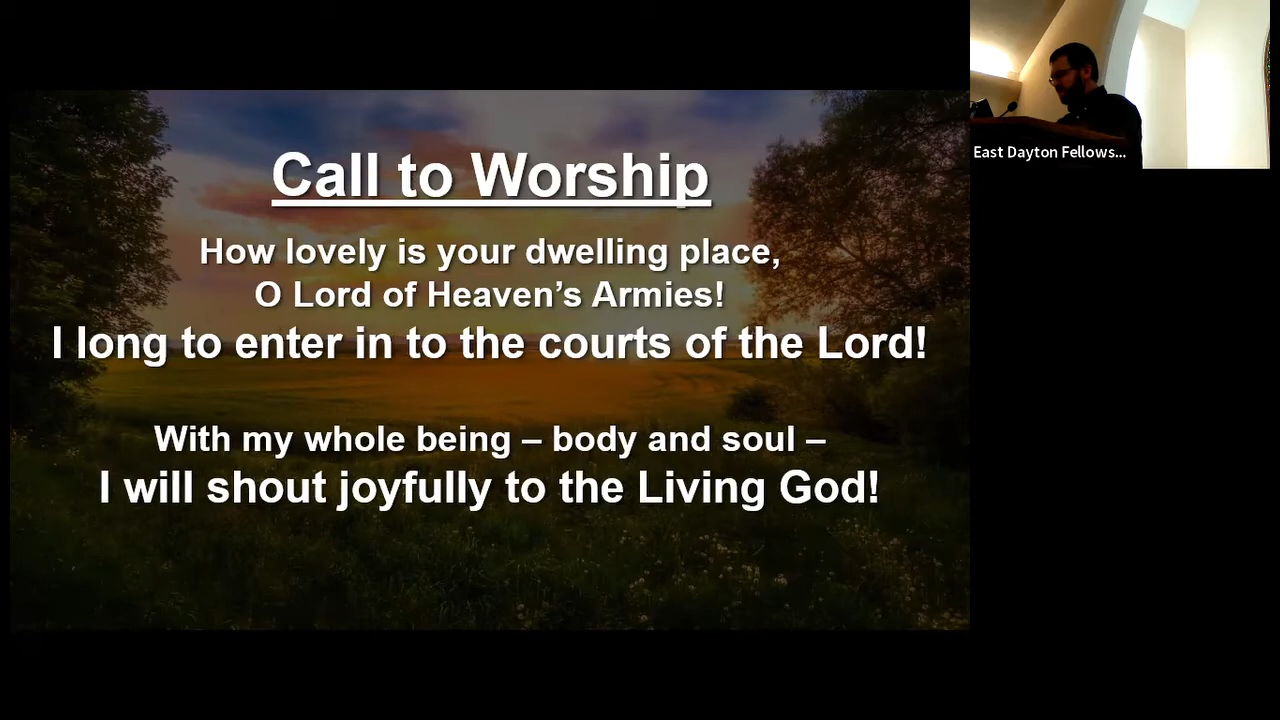 Call to Worship
How lovely is your dwelling place,
O Lord of Heaven’s Armies!
I long to enter in to the courts of the Lord!
With my whole being – body and soul –
I will shout joyfully to the Living God!
East Dayton Fellows...